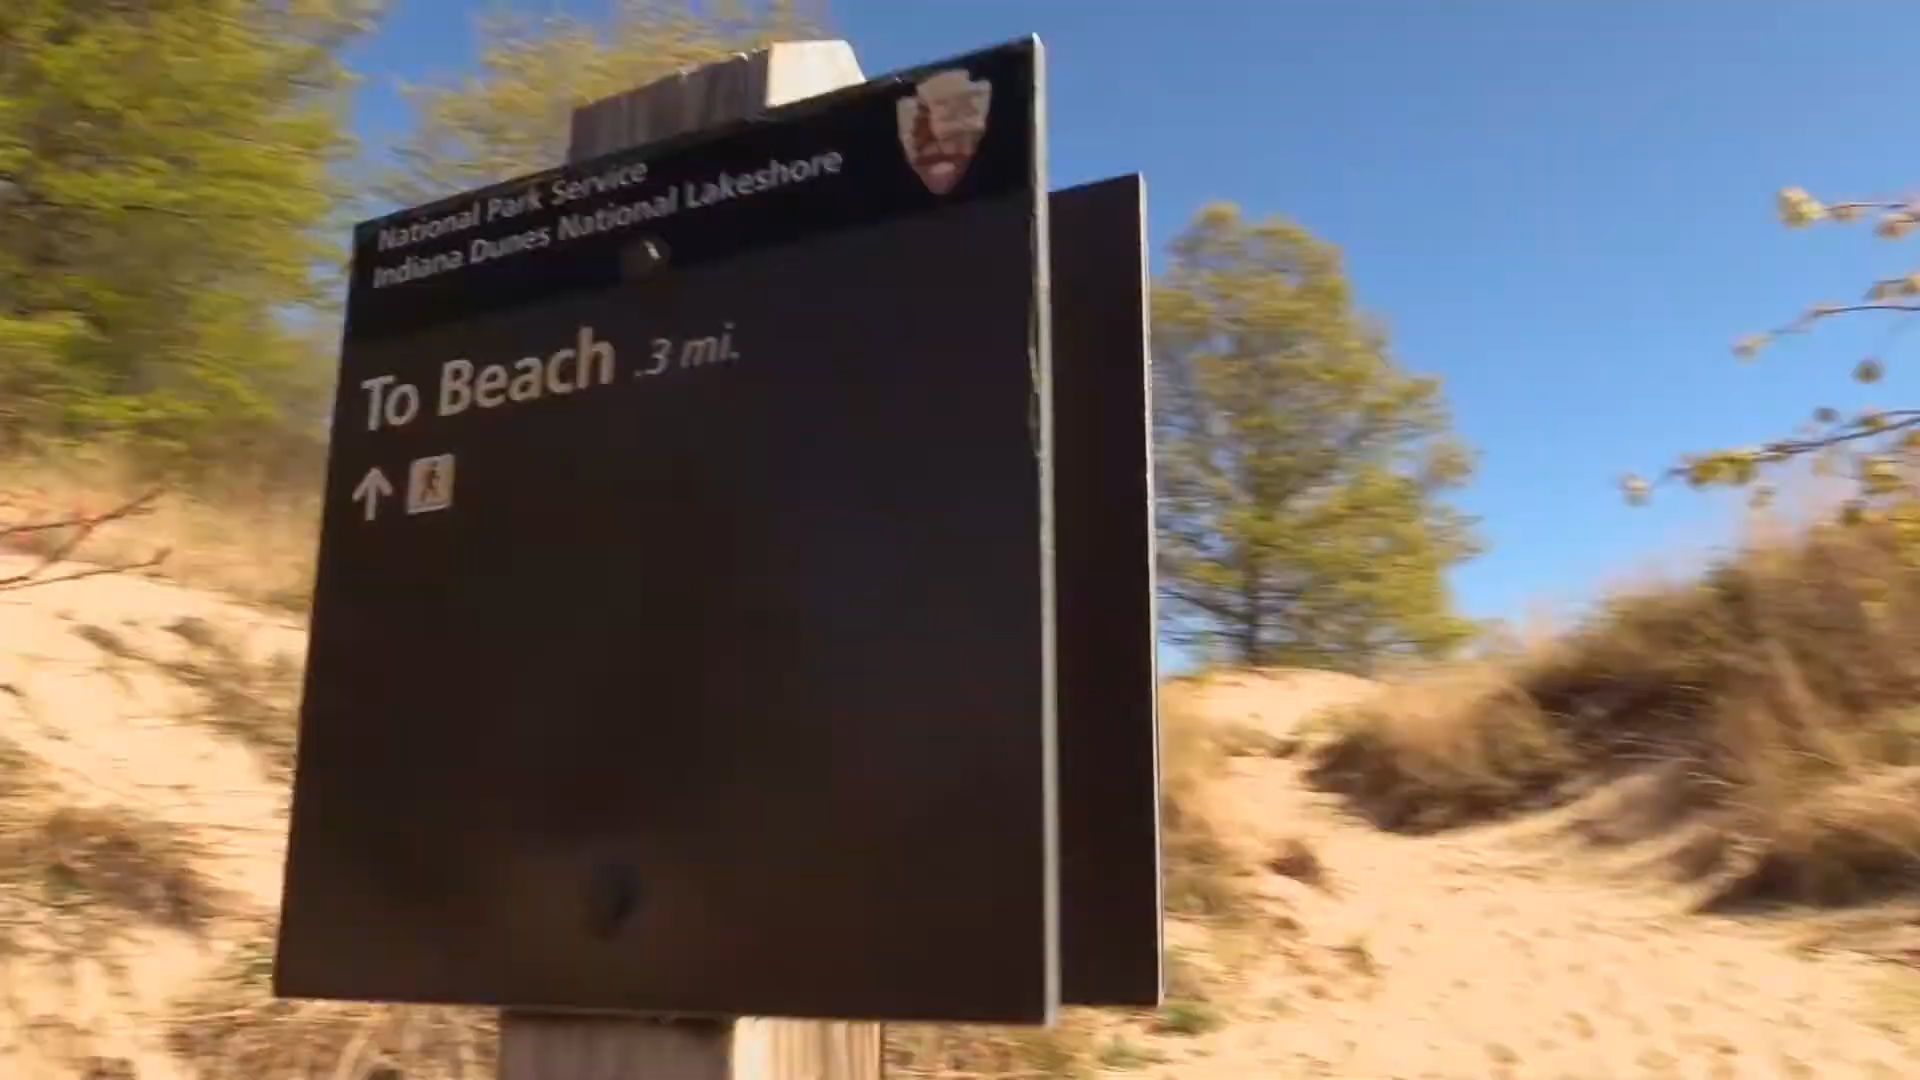 National Park Service
Indiana Dunes National Lakeshore
To Beach .3 mi.